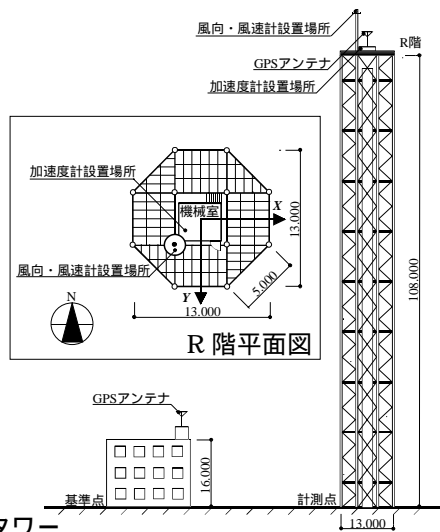 風向・風速計設置場所
R階
GPSアンテナ
加速度計設置場所
加速度計設置場所
機械室
X
13.000
風向・風速計設置場所
Y
5.000
13.000
N
R 階平面図
108.000
GPSアンテナ
16.000
基準点
計測点
13.000
タワー